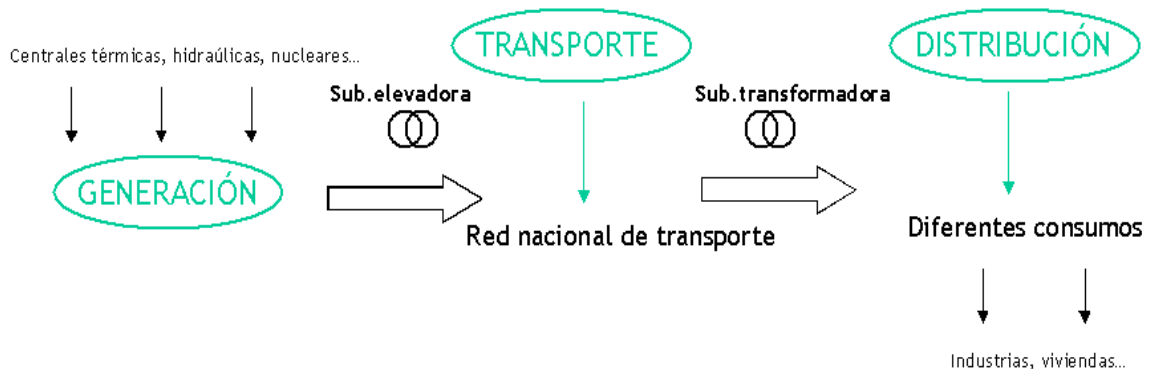 Centrales térmicas, hidraúlicas, nucleares...
GENERACIÓN
Sub.elevadora
TRANSPORTE
Red nacional de transporte
Sub.transformadora
DISTRIBUCIÓN
Diferentes consumos
Industrias, viviendas...